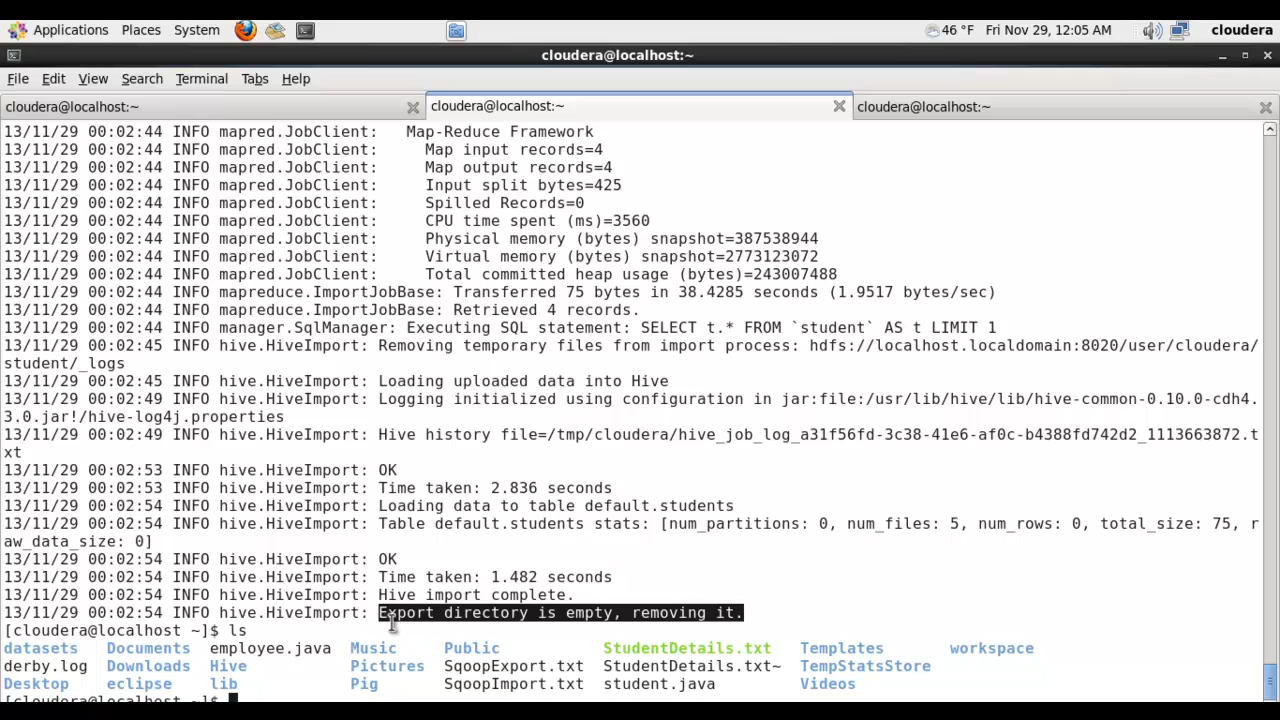 Applications Places System 46 °F Fri Nov 29, 12:05 AM cloudera
cloudera@localhost:~
File Edit View Search Terminal Tabs Help
cloudera@localhost:~ cloudera@localhost:~ cloudera@localhost:~
13/11/29 00:02:44 INFO mapred.JobClient:   Map-Reduce Framework
13/11/29 00:02:44 INFO mapred.JobClient:     Map input records=4
13/11/29 00:02:44 INFO mapred.JobClient:     Map output records=4
13/11/29 00:02:44 INFO mapred.JobClient:     Input split bytes=425
13/11/29 00:02:44 INFO mapred.JobClient:     Spilled Records=0
13/11/29 00:02:44 INFO mapred.JobClient:     CPU time spent (ms)=3560
13/11/29 00:02:44 INFO mapred.JobClient:     Physical memory (bytes) snapshot=387538944
13/11/29 00:02:44 INFO mapred.JobClient:     Virtual memory (bytes) snapshot=2773123072
13/11/29 00:02:44 INFO mapred.JobClient:     Total committed heap usage (bytes)=243007488
13/11/29 00:02:44 INFO mapreduce.ImportJobBase: Transferred 75 bytes in 38.4285 seconds (1.9517 bytes/sec)
13/11/29 00:02:44 INFO mapreduce.ImportJobBase: Retrieved 4 records.
13/11/29 00:02:44 INFO manager.SqlManager: Executing SQL statement: SELECT t.* FROM `student` AS t LIMIT 1
13/11/29 00:02:45 INFO hive.HiveImport: Removing temporary files from import process: hdfs://localhost.localdomain:8020/user/cloudera/
student/_logs
13/11/29 00:02:45 INFO hive.HiveImport: Loading uploaded data into Hive
13/11/29 00:02:49 INFO hive.HiveImport: Logging initialized using configuration in jar:file:/usr/lib/hive/lib/hive-common-0.10.0-cdh4.
3.0.jar!/hive-log4j.properties
13/11/29 00:02:49 INFO hive.HiveImport: Hive history file=/tmp/cloudera/hive_job_log_a31f56fd-3c38-41e6-af0c-b4388fd742d2_1113663872.t
xt
13/11/29 00:02:53 INFO hive.HiveImport: OK
13/11/29 00:02:53 INFO hive.HiveImport: Time taken: 2.836 seconds
13/11/29 00:02:54 INFO hive.HiveImport: Loading data to table default.students
13/11/29 00:02:54 INFO hive.HiveImport: Table default.students stats: [num_partitions: 0, num_files: 5, num_rows: 0, total_size: 75, r
aw_data_size: 0]
13/11/29 00:02:54 INFO hive.HiveImport: OK
13/11/29 00:02:54 INFO hive.HiveImport: Time taken: 1.482 seconds
13/11/29 00:02:54 INFO hive.HiveImport: Hive import complete.
13/11/29 00:02:54 INFO hive.HiveImport: Export directory is empty, removing it.
[cloudera@localhost ~]$ ls
datasets Documents employee.java Music Public StudentDetails.txt Templates workspace
derby.log Downloads Hive Pictures SqoopExport.txt StudentDetails.txt~ TempStatsStore
Desktop eclipse lib Pig SqoopImport.txt student.java Videos
[cloudera@localhost ~]$